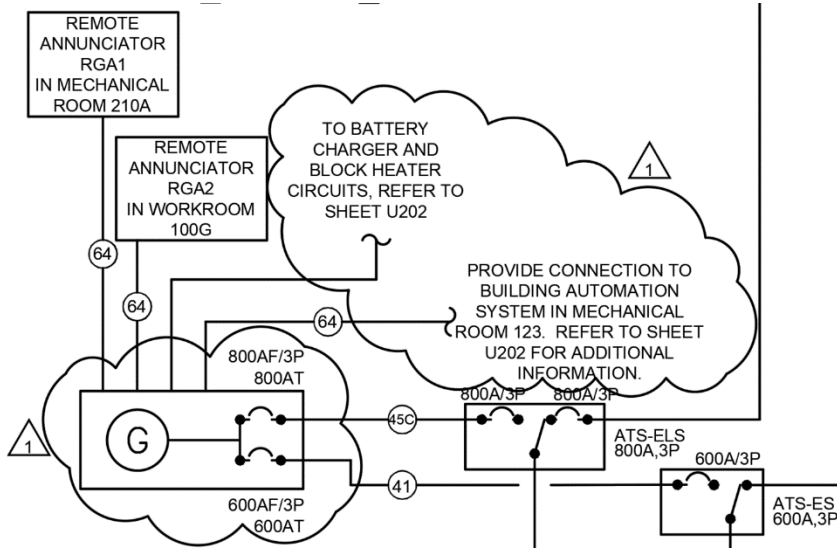 REMOTE
ANNUNCIATOR
RGA1
IN MECHANICAL
ROOM 210A
REMOTE
ANNUNCIATOR
RGA2
IN WORKROOM
100G
TO BATTERY
CHARGER AND
BLOCK HEATER
CIRCUITS, REFER TO
SHEET U202
1
64
64
64
PROVIDE CONNECTION TO
BUILDING AUTOMATION
SYSTEM IN MECHANICAL
ROOM 123. REFER TO SHEET
U202 FOR ADDITIONAL
INFORMATION.
800AF/3P
800AT
800A/3P
800A/3P
1
G
45C
ATS-ELS
800A,3P
41
600A/3P
600AF/3P
600AT
ATS-ES
600A,3P